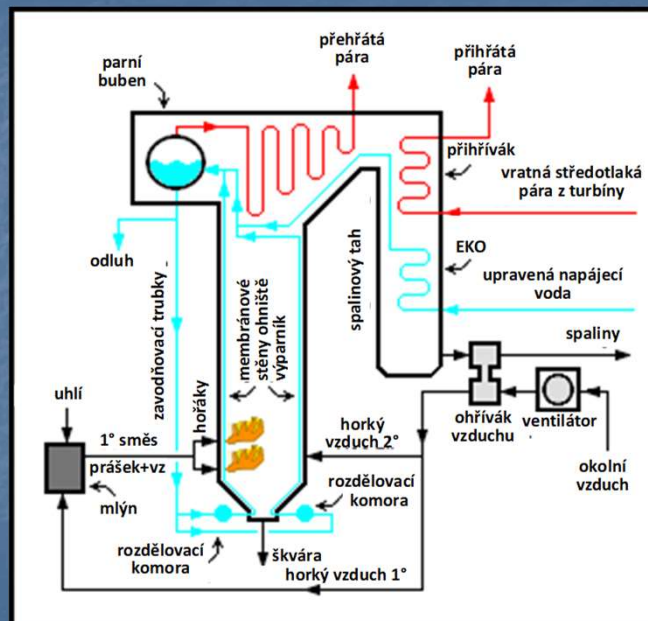 přehřátá
pára
přihřátá
pára
parní
buben
přihřívák
vratná středotlaká
pára z turbíny
odluh
zavodňovací trubky
membránové
stěny ohniště
výparník
spalinový tah
EKO
upravená napájecí
voda
spaliny
uhlí
hořáky
1° směs
prášek+vz
mlýn
horký
vzduch 2°
ohřívák
vzduchu
ventilátor
okolní
vzduch
rozdělovací
komora
rozdělovací
komora
škvára
horký vzduch 1°